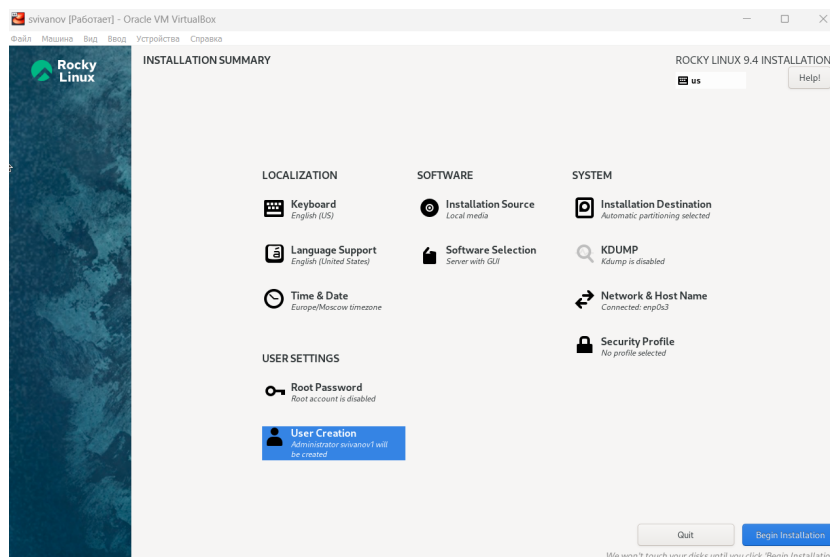 svivanov [Работает] - Oracle VM VirtualBox
Файл Машина Вид Ввод Устройства Справка
Rocky
Linux
INSTALLATION SUMMARY
ROCKY LINUX 9.4 INSTALLATION
us
Help!
LOCALIZATION
Keyboard
English (US)
Language Support
English (United States)
Time & Date
Europe/Moscow timezone
SOFTWARE
Installation Source
Local media
Software Selection
Server with GUI
SYSTEM
Installation Destination
Automatic partitioning selected
KDUMP
Kdump is disabled
Network & Host Name
Connected: enp0s3
Security Profile
No profile selected
USER SETTINGS
Root Password
Root account is disabled
User Creation
Administrator svivanov1 will
be created
Quit
Begin Installation
We won't touch your disks until you click 'Begin Installatio